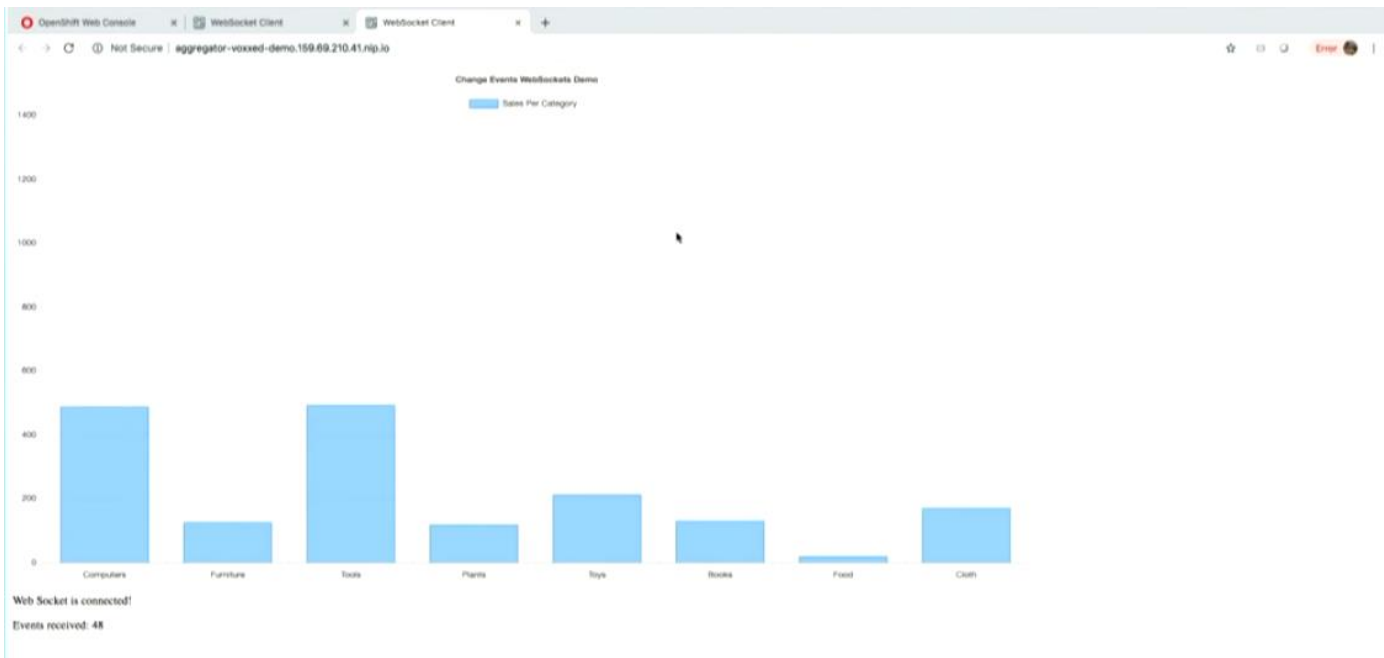 OpenShift Web Console WebSocket Client WebSocket Client
Not Secure aggregator-voxxed-demo.159.69.210.41.nip.io Error
Change Events WebSockets Demo
Sales Per Category
1400
1200
1000
800
600
400
200
0
Computers Furniture Tools Plants Toys Books Food Cloth
Web Socket is connected!
Events received: 48